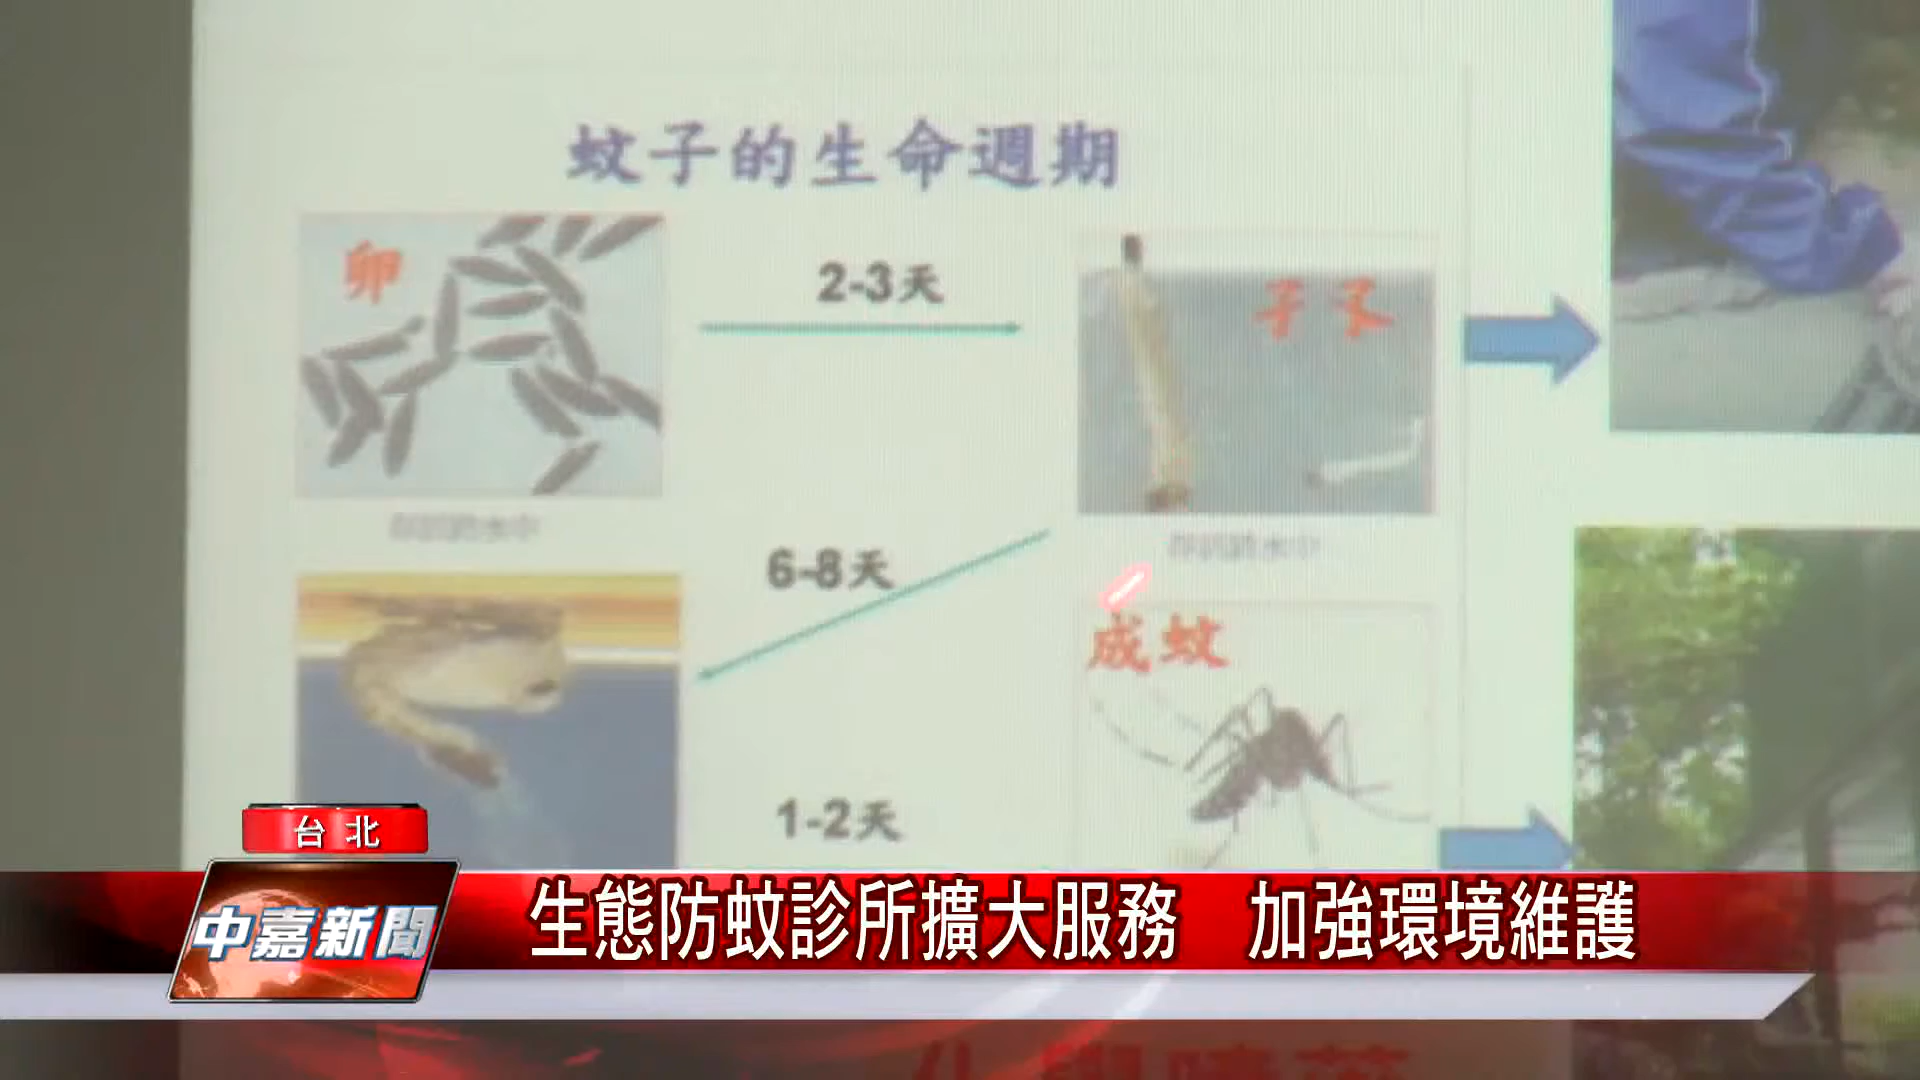 蚊子的生命週期
卵
2-3天
孑孓
6-8天
成蚊
1-2天
台北
中嘉新聞
生態防蚊診所擴大服務 加強環境維護